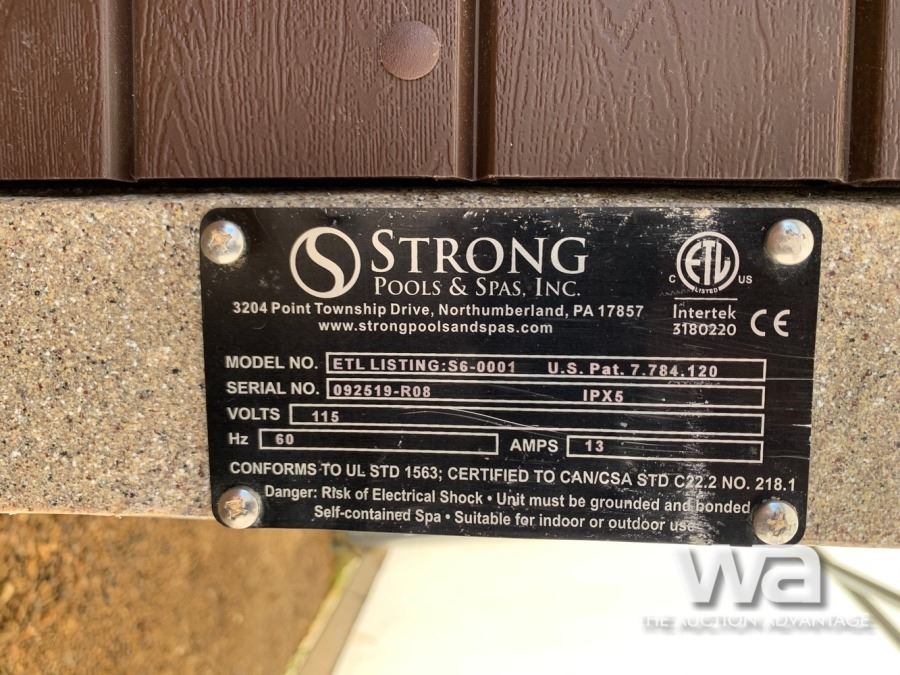 STRONG
POOLS & SPAS, INC.
3204 Point Township Drive, Northumberland, PA 17857
www.strongpoolsandspas.com
ETL
C LISTED US
Intertek
3180220 CE
MODEL NO. ETL LISTING:S6-0001 U.S. Pat. 7.784.120
SERIAL NO. 092519-R08 IPX5
VOLTS 115
Hz 60 AMPS 13
CONFORMS TO UL STD 1563; CERTIFIED TO CAN/CSA STD C22.2 NO. 218.1
Danger: Risk of Electrical Shock • Unit must be grounded and bonded
Self-contained Spa • Suitable for indoor or outdoor use
wa
THE AUCTION ADVANTAGE